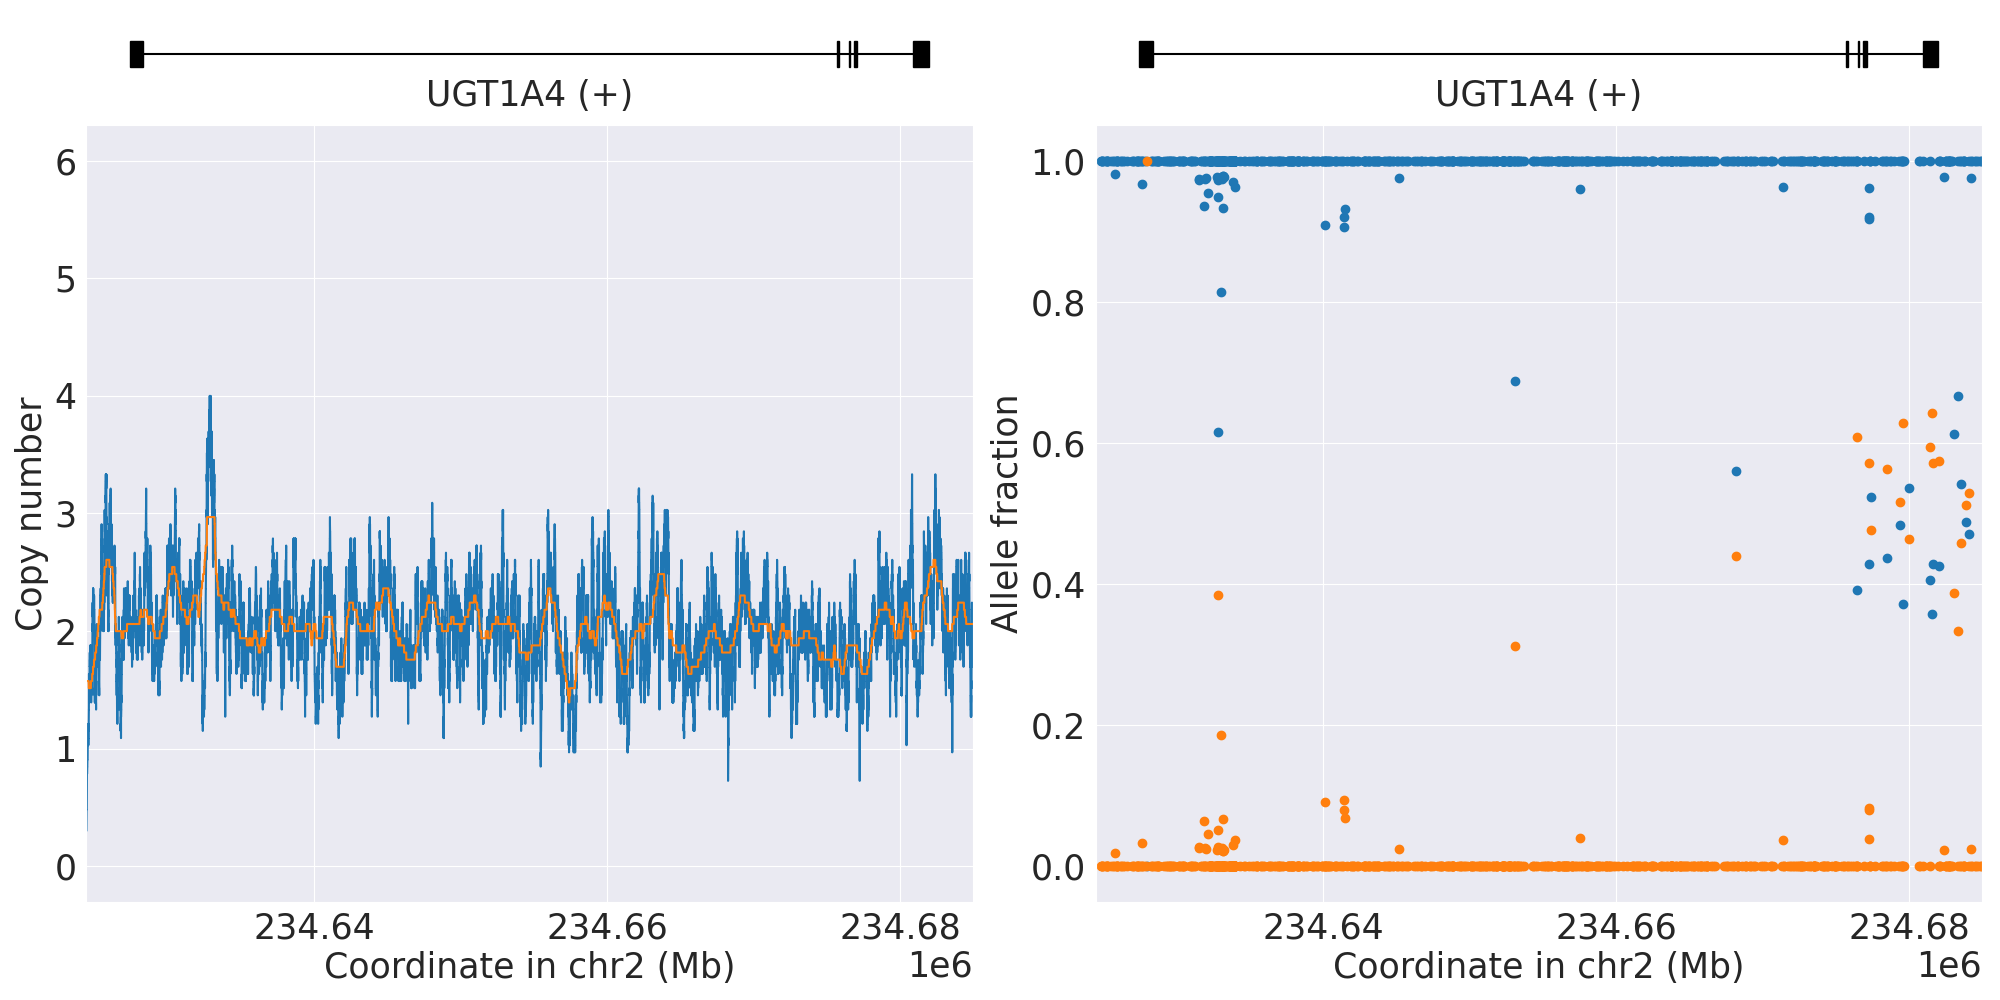 UGT1A4 (+)
UGT1A4 (+)
6
5
4
3
2
1
0
Copy number
234.64
234.66
234.68
1e6
Coordinate in chr2 (Mb)
1.0
0.8
0.6
0.4
0.2
0.0
Allele fraction
234.64
234.66
234.68
1e6
Coordinate in chr2 (Mb)